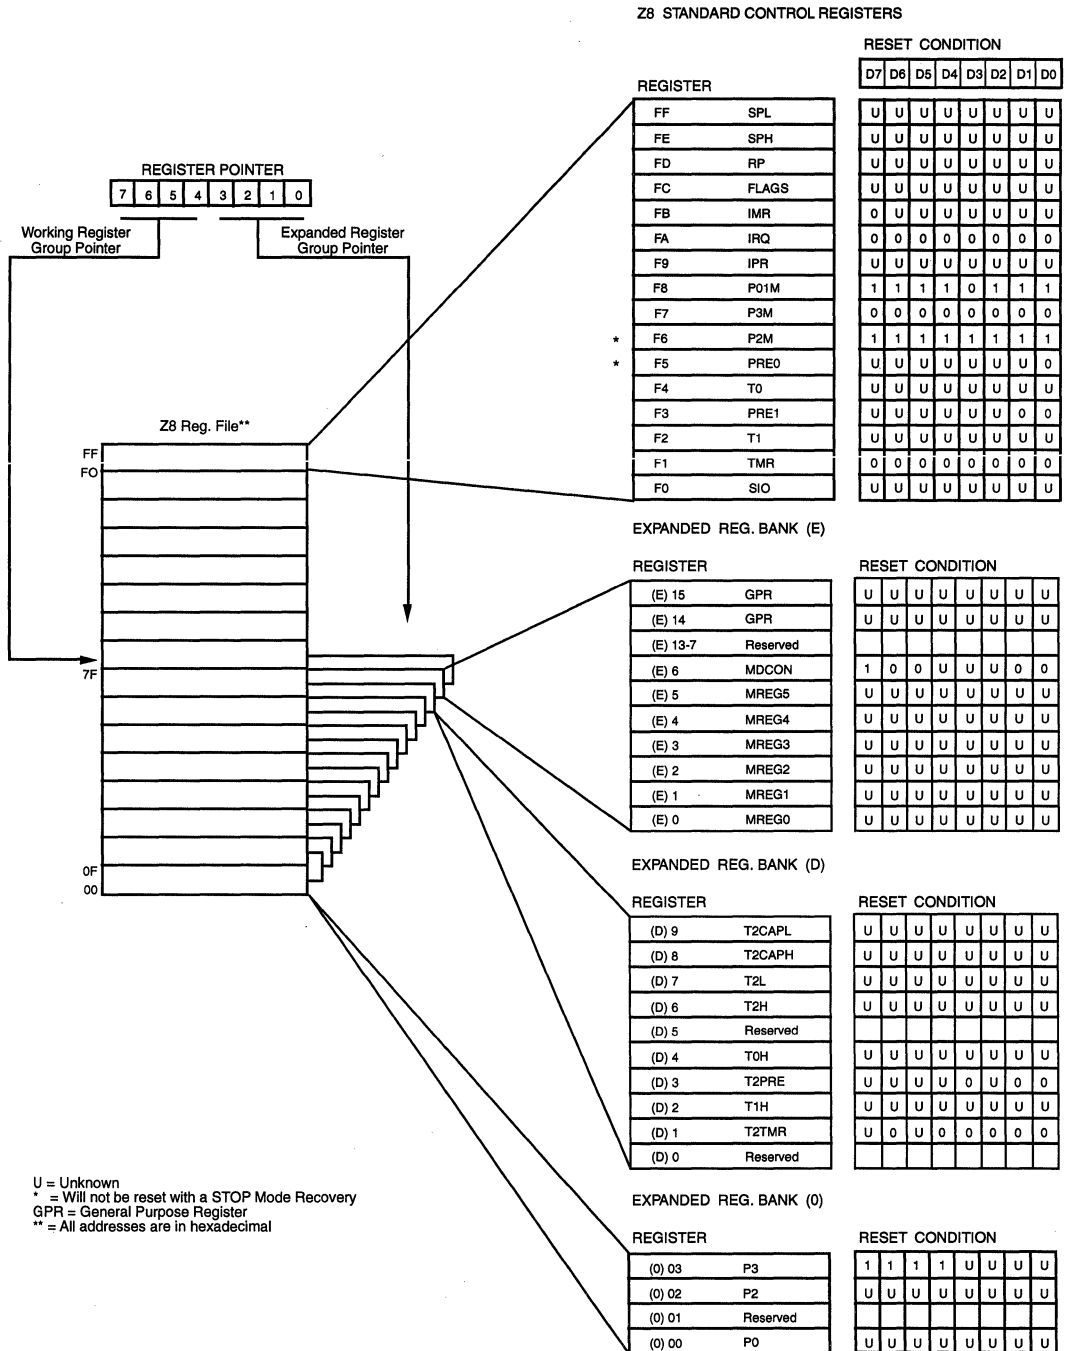 Z8 STANDARD CONTROL REGISTERS
RESET CONDITION
D7 D6 D5 D4 D3 D2 D1 D0
REGISTER
FF SPL U U U U U U U U
FE SPH U U U U U U U U
FD RP U U U U U U U U
FC FLAGS U U U U U U U U
FB IMR 0 U U U U U U U
FA IRQ 0 0 0 0 0 0 0 0
F9 IPR U U U U U U U U
F8 P01M 1 1 1 1 0 1 1 1
F7 P3M 0 0 0 0 0 0 0 0
* F6 P2M 1 1 1 1 1 1 1 1
* F5 PRE0 U U U U U U U 0
F4 T0 U U U U U U U U
F3 PRE1 U U U U U U 0 0
F2 T1 U U U U U U U U
F1 TMR 0 0 0 0 0 0 0 0
F0 SIO U U U U U U U U
REGISTER POINTER
7 6 5 4 3 2 1 0
Working Register
Group Pointer
Expanded Register
Group Pointer
Z8 Reg. File**
FF
FO
7F
0F
00
EXPANDED REG. BANK (E)
REGISTER RESET CONDITION
(E) 15 GPR U U U U U U U U
(E) 14 GPR U U U U U U U U
(E) 13-7 Reserved
(E) 6 MDCON 1 0 0 U U U 0 0
(E) 5 MREG5 U U U U U U U U
(E) 4 MREG4 U U U U U U U U
(E) 3 MREG3 U U U U U U U U
(E) 2 MREG2 U U U U U U U U
(E) 1 MREG1 U U U U U U U U
(E) 0 MREG0 U U U U U U U U
EXPANDED REG. BANK (D)
REGISTER RESET CONDITION
(D) 9 T2CAPL U U U U U U U U
(D) 8 T2CAPH U U U U U U U U
(D) 7 T2L U U U U U U U U
(D) 6 T2H U U U U U U U U
(D) 5 Reserved
(D) 4 T0H U U U U U U U U
(D) 3 T2PRE U U U U 0 U 0 0
(D) 2 T1H U U U U U U U U
(D) 1 T2TMR U 0 U 0 0 0 0 0
(D) 0 Reserved
U = Unknown
* = Will not be reset with a STOP Mode Recovery
GPR = General Purpose Register
** = All addresses are in hexadecimal
EXPANDED REG. BANK (0)
REGISTER RESET CONDITION
(0) 03 P3 1 1 1 1 U U U U
(0) 02 P2 U U U U U U U U
(0) 01 Reserved
(0) 00 P0 U U U U U U U U